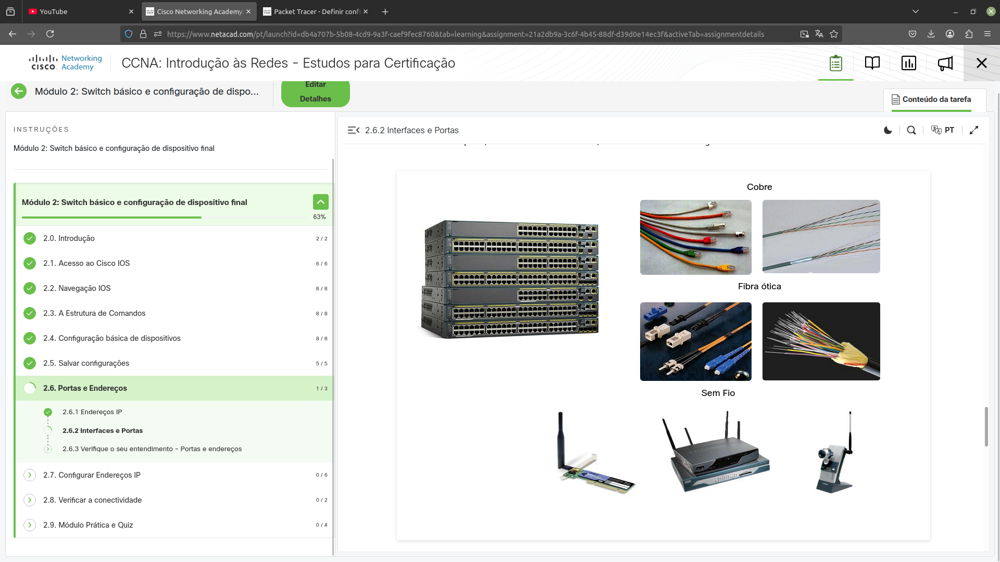 YouTube
Cisco Networking Academy:
Packet Tracer - Definir confi
https://www.netacad.com/pt/launch?id=db4a707b-5b08-4cd9-9a3f-caef9fec8760&tab=learning&assignment=21a2db9a-3c6f-4b45-88df-d39d0e14ec3f&activeTab=assignmentdetails
CISCO Networking Academy
CCNA: Introdução às Redes - Estudos para Certificação
Módulo 2: Switch básico e configuração de dispo...
Editar
Detalhes
Conteúdo da tarefa
INSTRUÇÕES
Módulo 2: Switch básico e configuração de dispositivo final
Módulo 2: Switch básico e configuração de dispositivo final
63%
2.0. Introdução 2 / 2
2.1. Acesso ao Cisco IOS 6 / 6
2.2. Navegação IOS 8 / 8
2.3. A Estrutura de Comandos 8 / 8
2.4. Configuração básica de dispositivos 8 / 8
2.5. Salvar configurações 5 / 5
2.6. Portas e Endereços 1 / 3
2.6.1 Endereços IP
2.6.2 Interfaces e Portas
2.6.3 Verifique o seu entendimento - Portas e endereços
2.7. Configurar Endereços IP 0 / 6
2.8. Verificar a conectividade 0 / 2
2.9. Módulo Prática e Quiz 0 / 4
2.6.2 Interfaces e Portas
PT
Cobre
Fibra ótica
Sem Fio